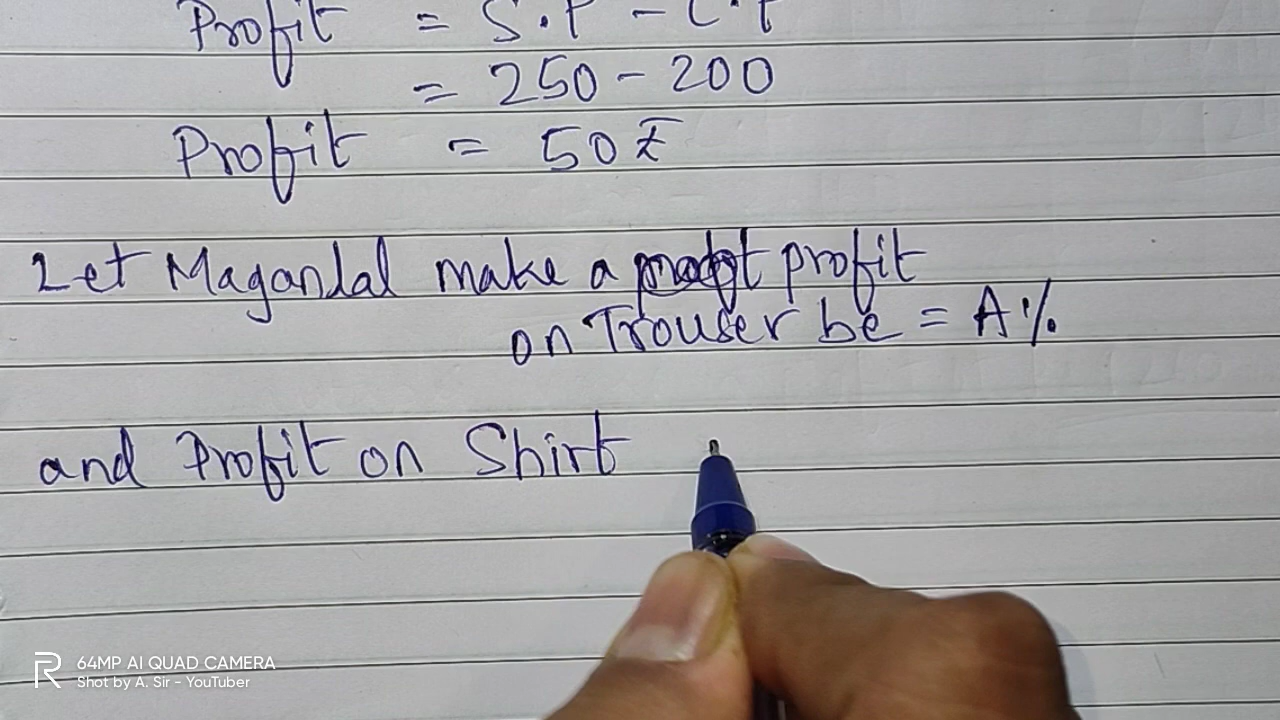 Profit = S.P - C.P
= 250 - 200
Profit = 50 ₹
Let Maganlal make a profit
on Trouser be = A%
and Profit on Shirt
64MP AI QUAD CAMERA
Shot by A. Sir - YouTuber